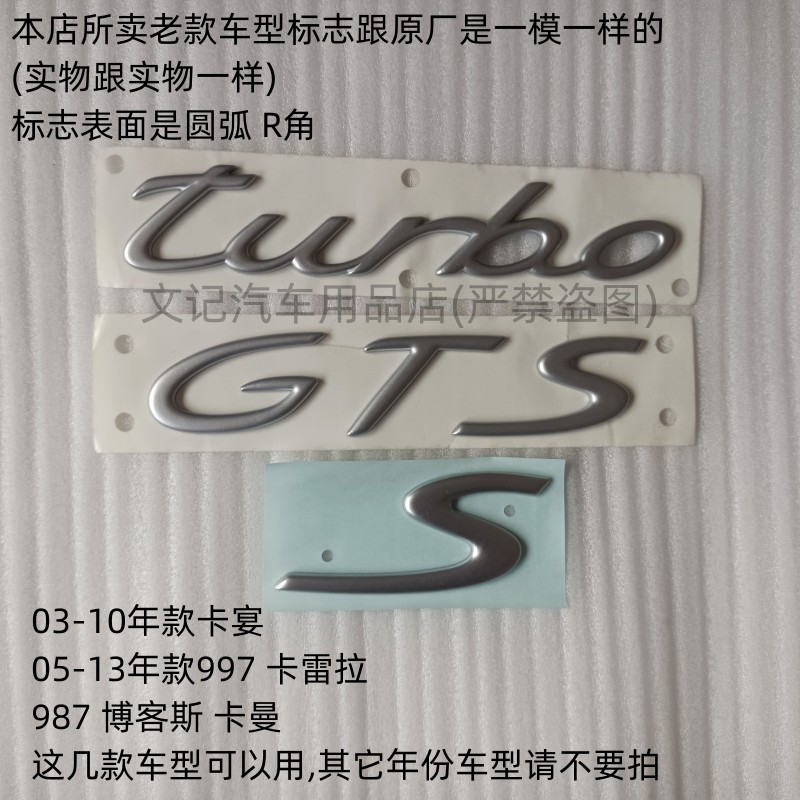 本店所卖老款车型标志跟原厂是一模一样的
(实物跟实物一样)
标志表面是圆弧 R角
turbo
文记汽车用品店(严禁盗图)
GTS
S
03-10年款卡宴
05-13年款997 卡雷拉
987 博客斯 卡曼
这几款车型可以用,其它年份车型请不要拍